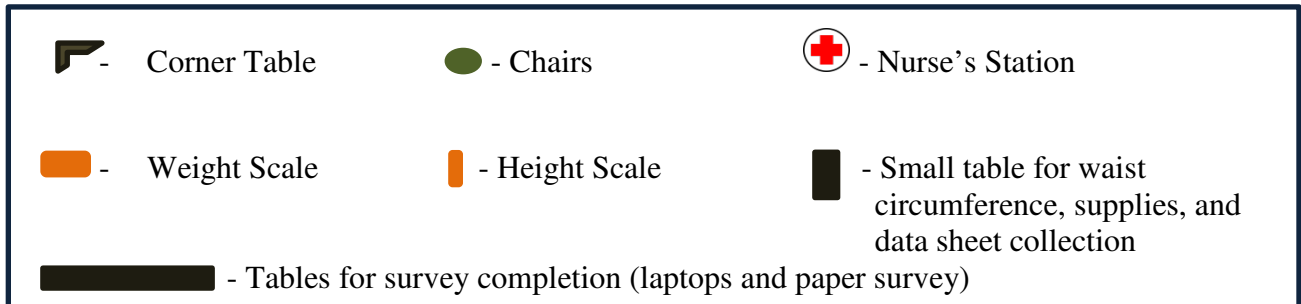 - Corner Table
- Chairs
- Nurse's Station
- Weight Scale
- Height Scale
- Small table for waist
circumference, supplies, and
data sheet collection
- Tables for survey completion (laptops and paper survey)